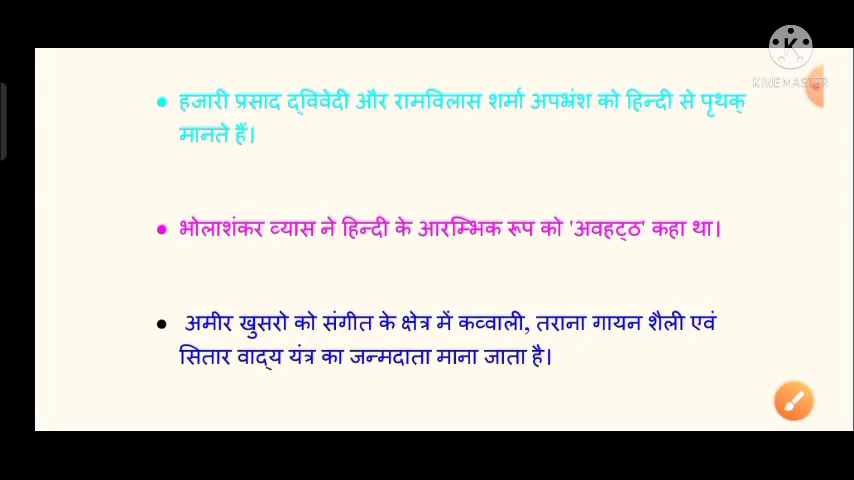 KINEMASTER
• हजारी प्रसाद द्विवेदी और रामविलास शर्मा अपभ्रंश को हिन्दी से पृथक्
मानते हैं।
• भोलाशंकर व्यास ने हिन्दी के आरम्भिक रूप को 'अवहट्ठ' कहा था।
• अमीर खुसरो को संगीत के क्षेत्र में कव्वाली, तराना गायन शैली एवं
सितार वाद्य यंत्र का जन्मदाता माना जाता है।